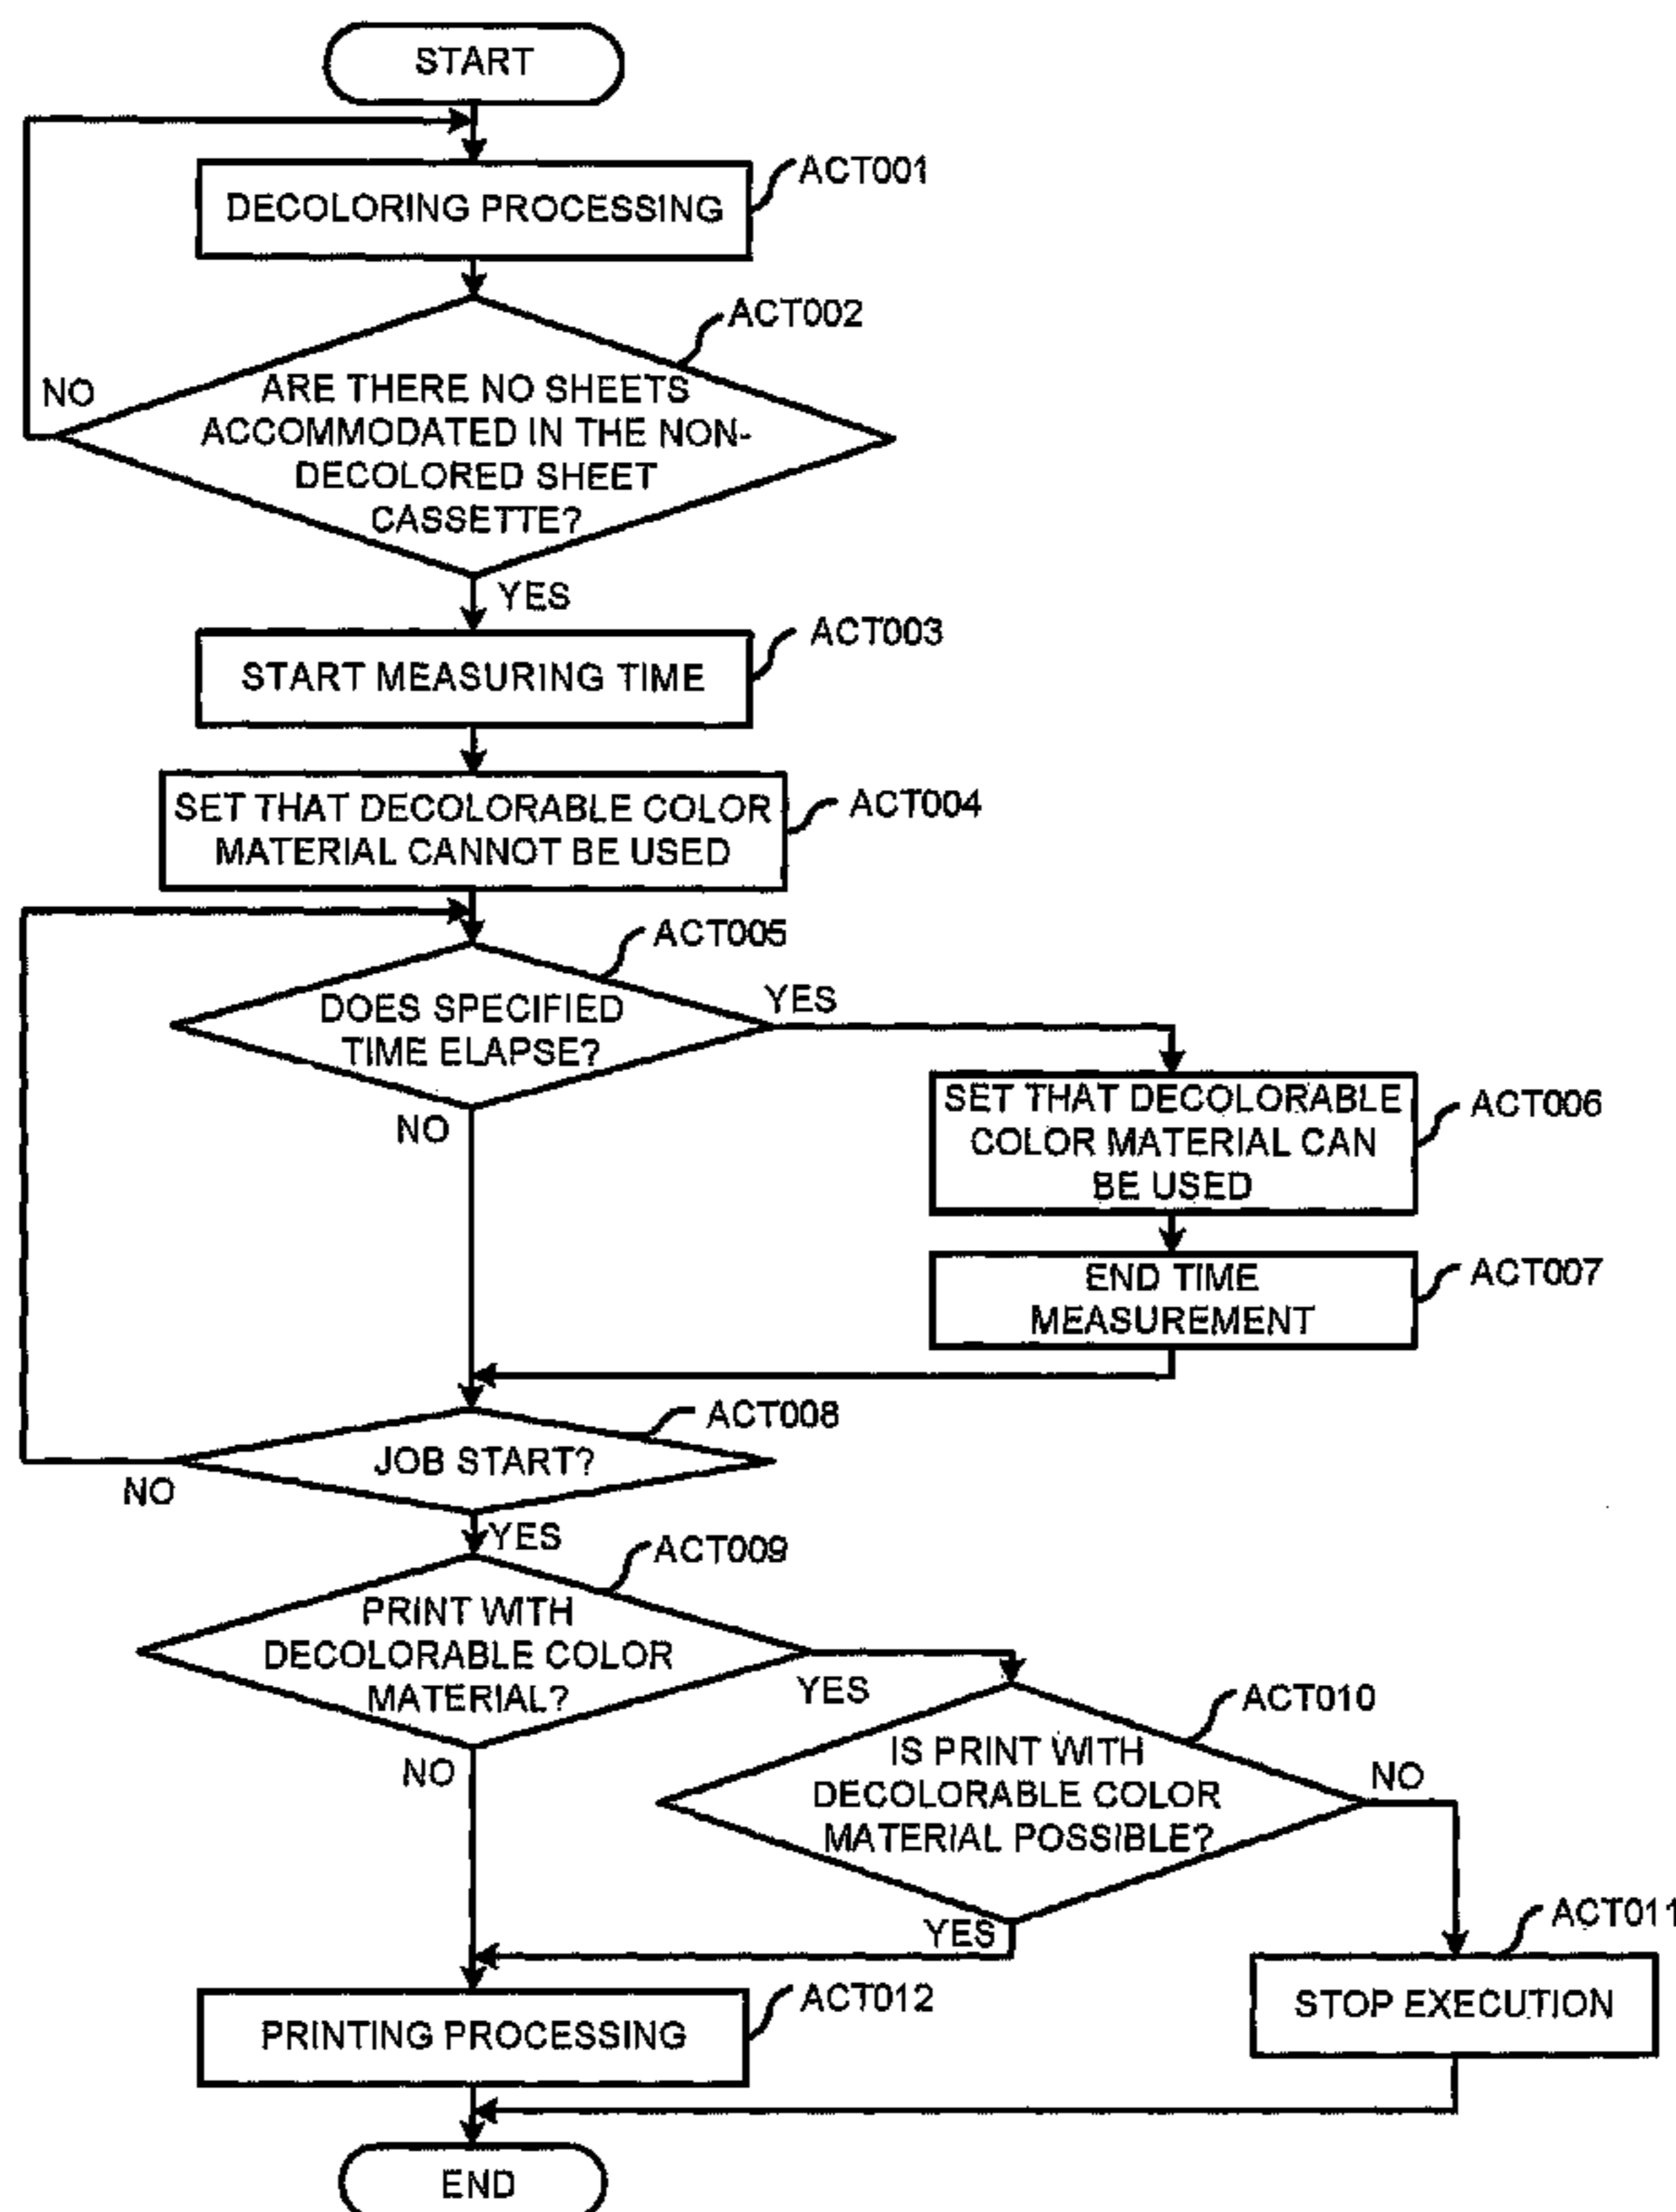 START
ACT001
DECOLORING PROCESSING
ACT002
NO
ARE THERE NO SHEETS
ACCOMMODATED IN THE NON-
DECOLORED SHEET
CASSETTE?
YES
ACT003
START MEASURING TIME
ACT004
SET THAT DECOLORABLE COLOR
MATERIAL CANNOT BE USED
ACT005
DOES SPECIFIED
TIME ELAPSE?
YES
NO
SET THAT DECOLORABLE
COLOR MATERIAL CAN
BE USED
ACT006
END TIME
MEASUREMENT
ACT007
ACT008
JOB START?
NO
YES
ACT009
PRINT WITH
DECOLORABLE COLOR
MATERIAL?
YES
NO
ACT010
IS PRINT WITH
DECOLORABLE COLOR
MATERIAL POSSIBLE?
NO
YES
ACT011
STOP EXECUTION
ACT012
PRINTING PROCESSING
END